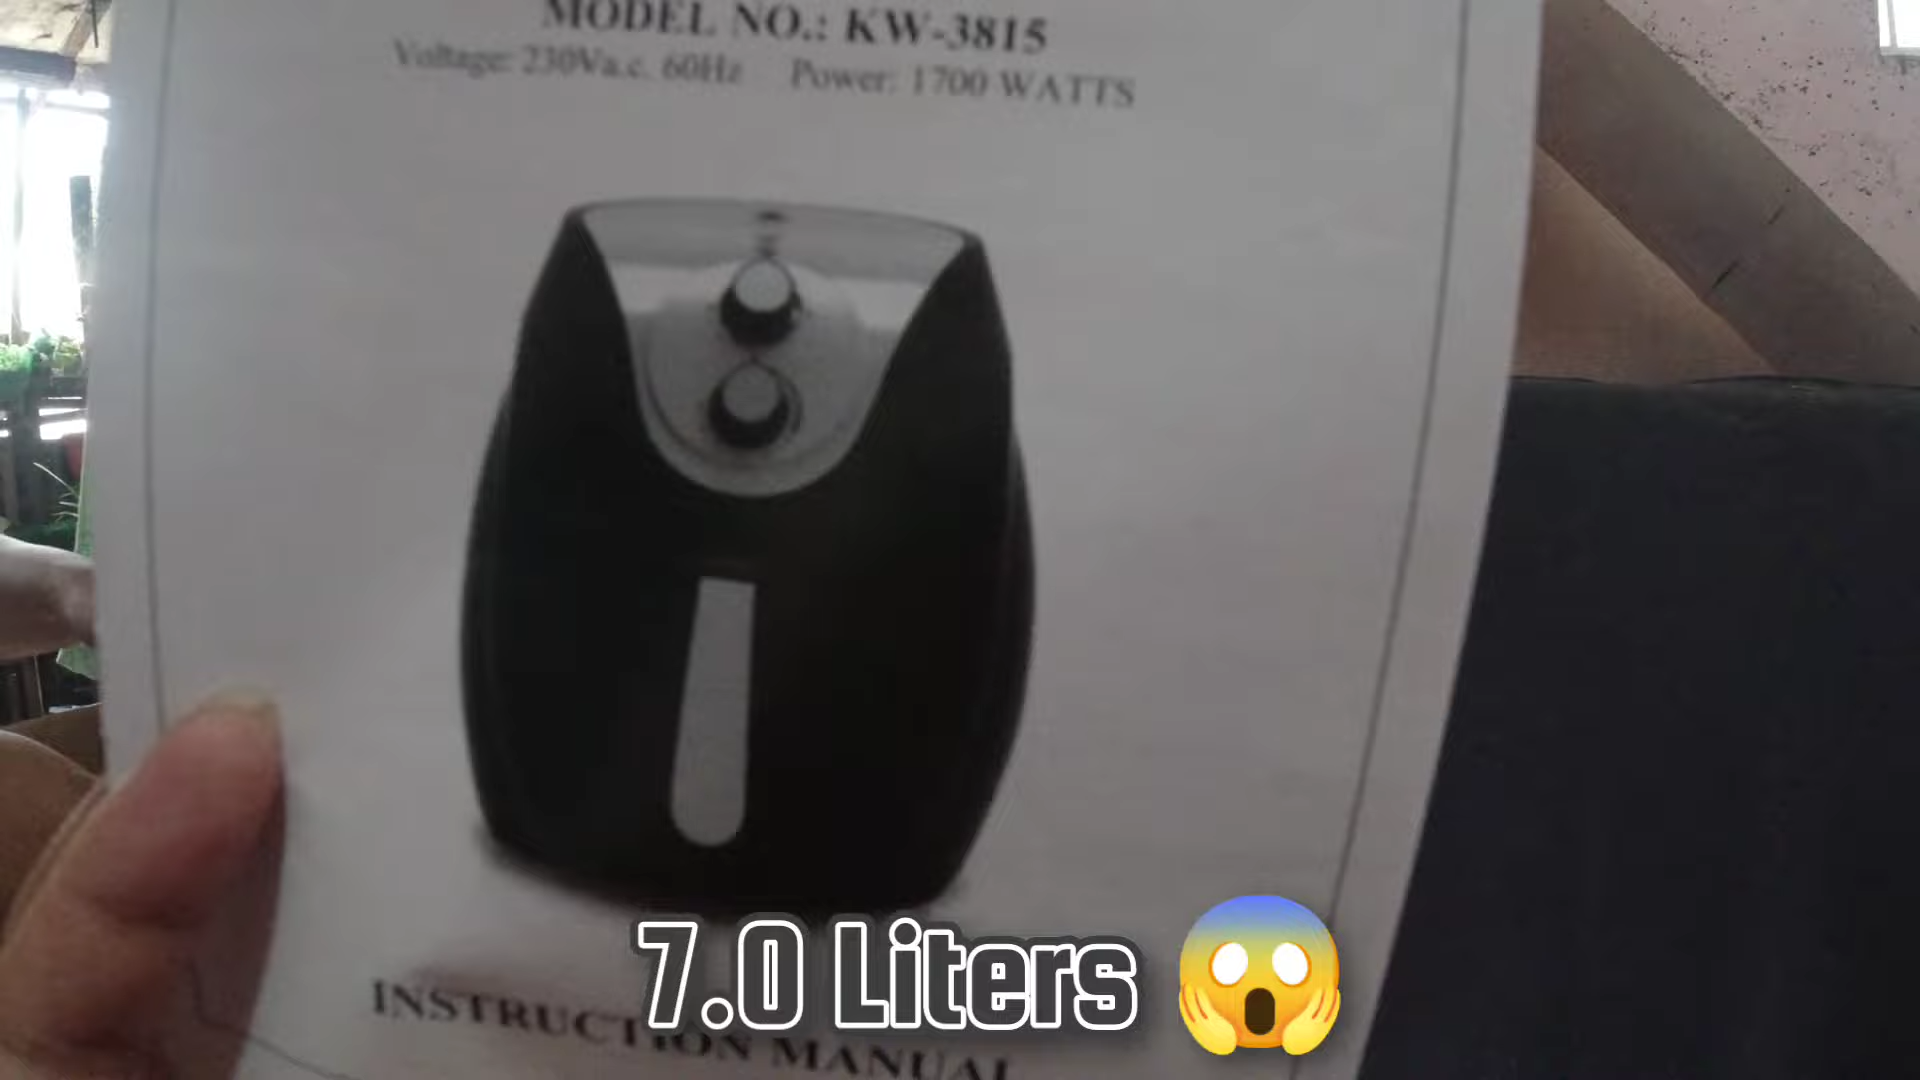 MODEL NO.: KW-3815
Voltage: 230Va.c. 60Hz Power: 1700 WATTS
7.0 Liters 😱
INSTRUCTION MANUAL